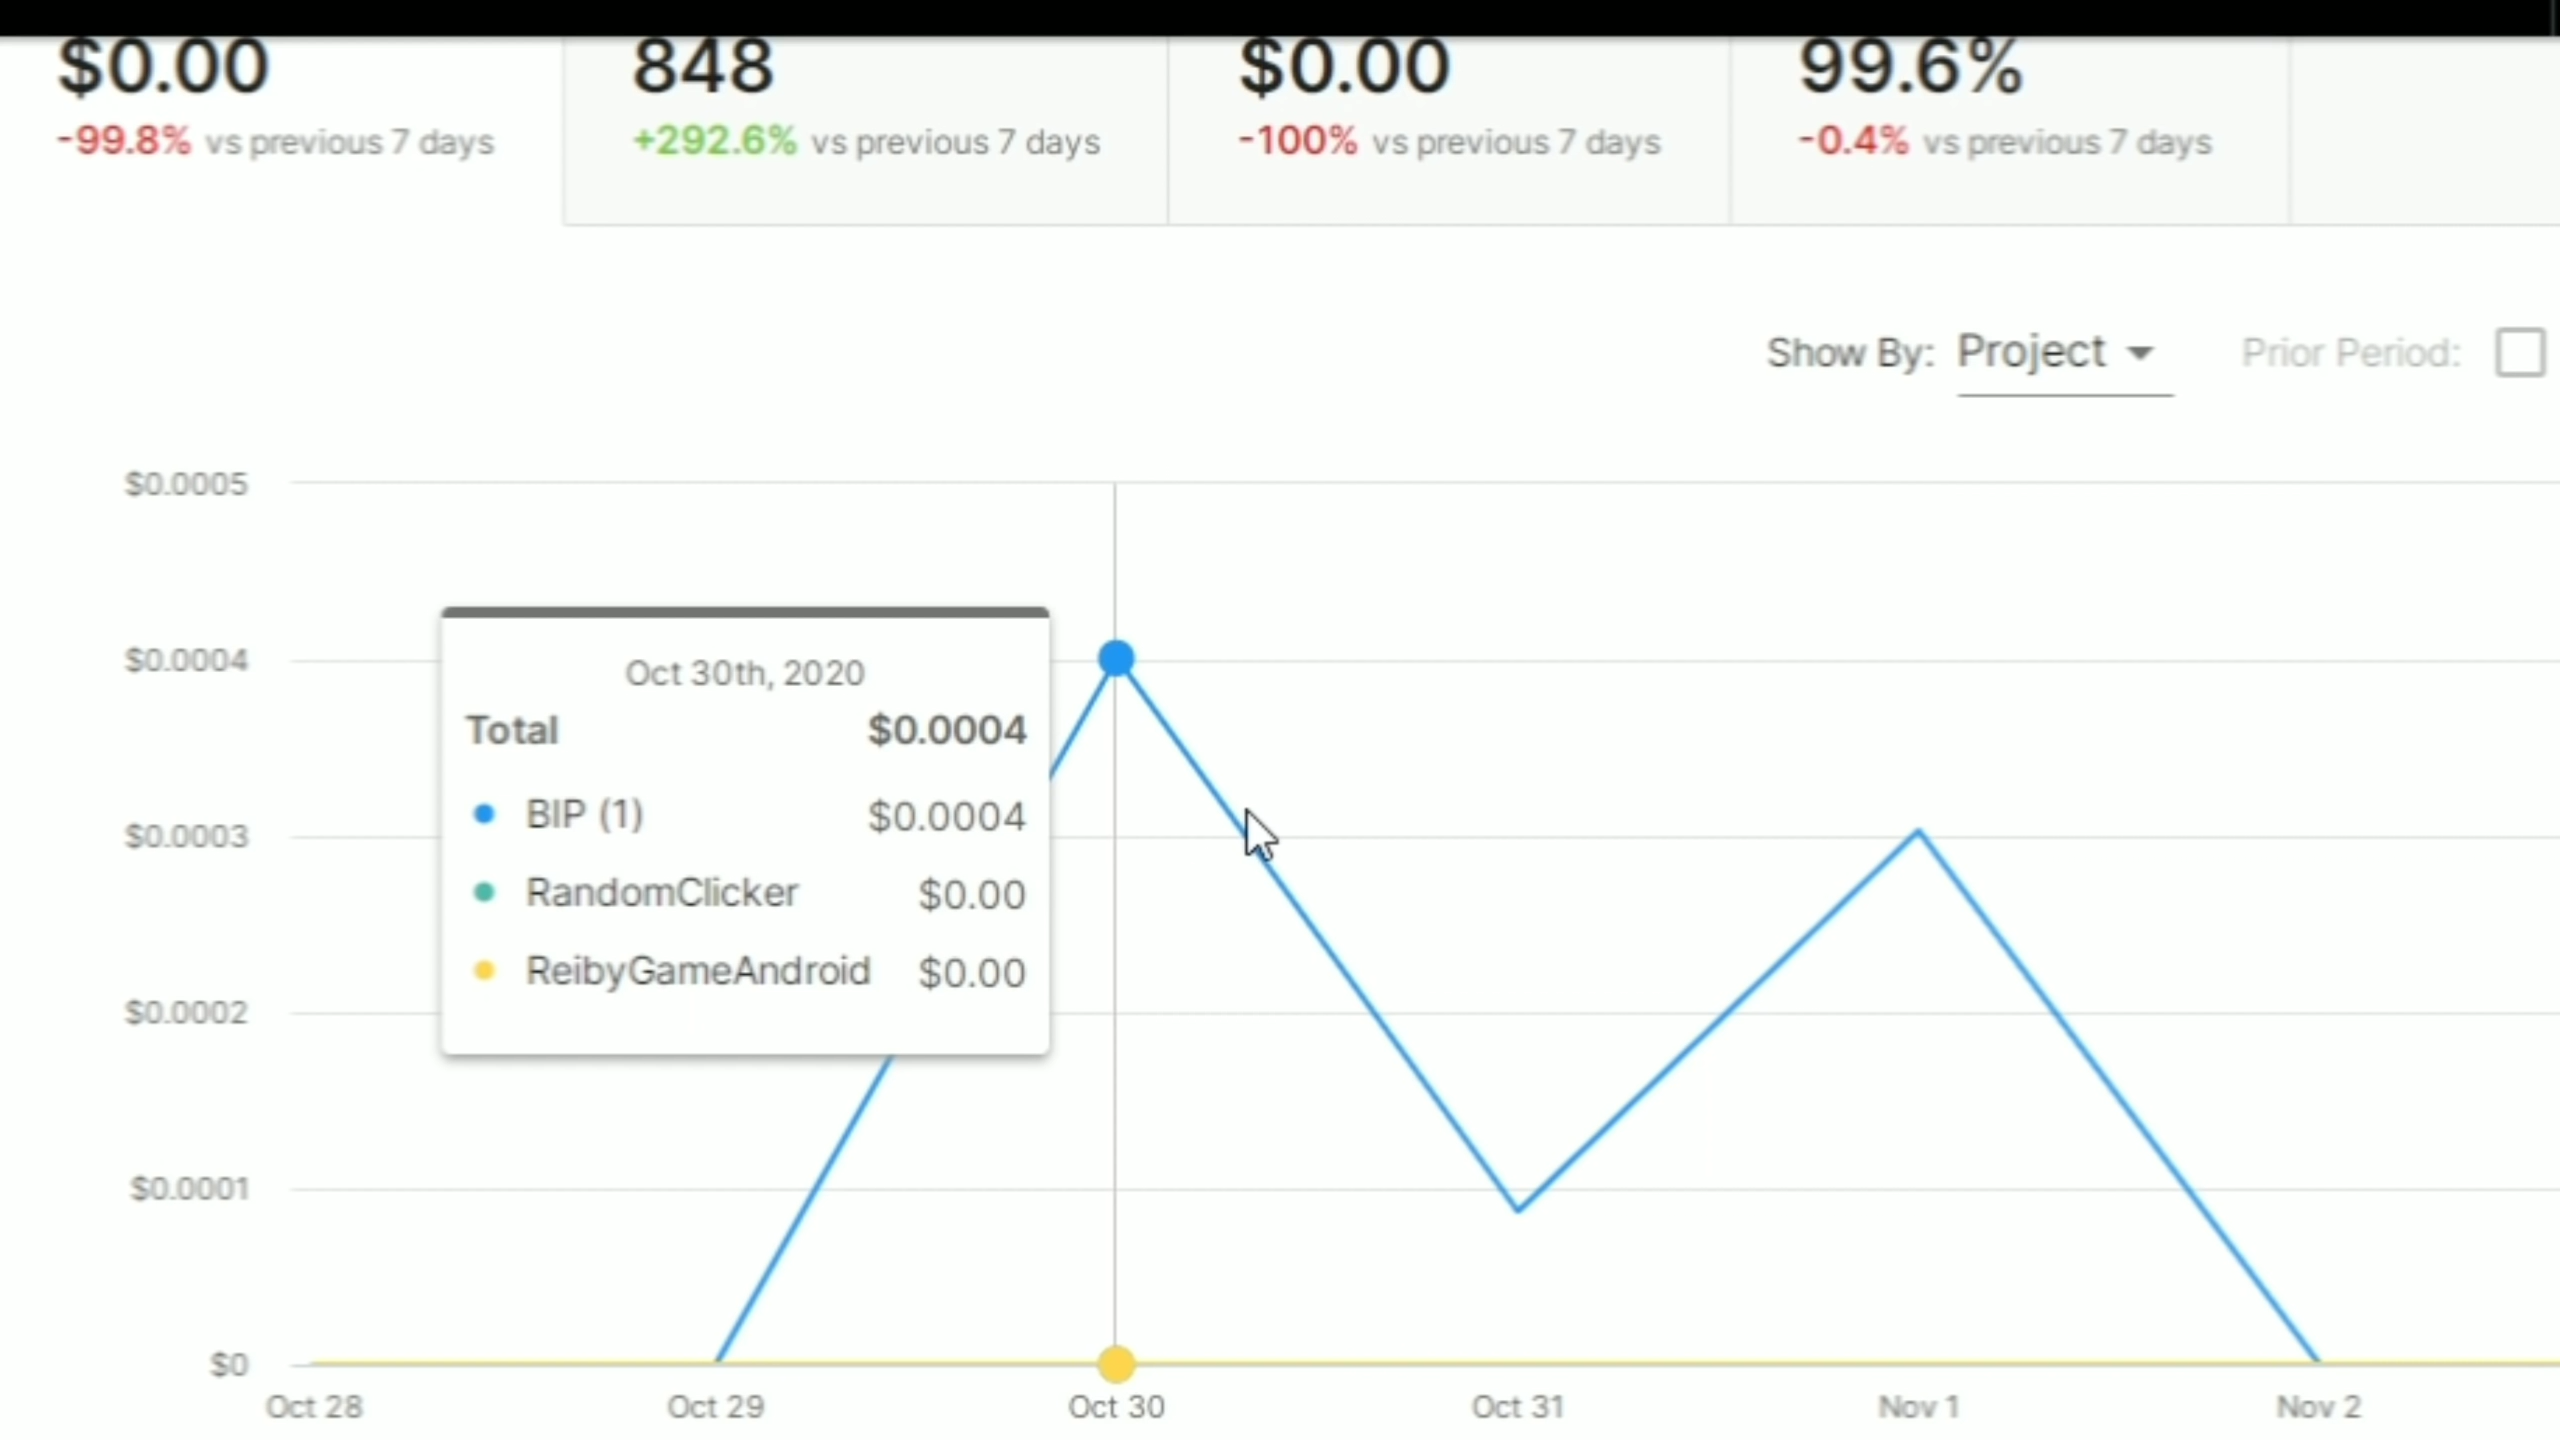 $0.00 848 $0.00 99.6%
-99.8% vs previous 7 days +292.6% vs previous 7 days -100% vs previous 7 days -0.4% vs previous 7 days
Show By: Project Prior Period:
$0.0005
$0.0004
$0.0003
$0.0002
$0.0001
$0
Oct 30th, 2020
Total $0.0004
BIP (1) $0.0004
RandomClicker $0.00
ReibyGameAndroid $0.00
Oct 28 Oct 29 Oct 30 Oct 31 Nov 1 Nov 2